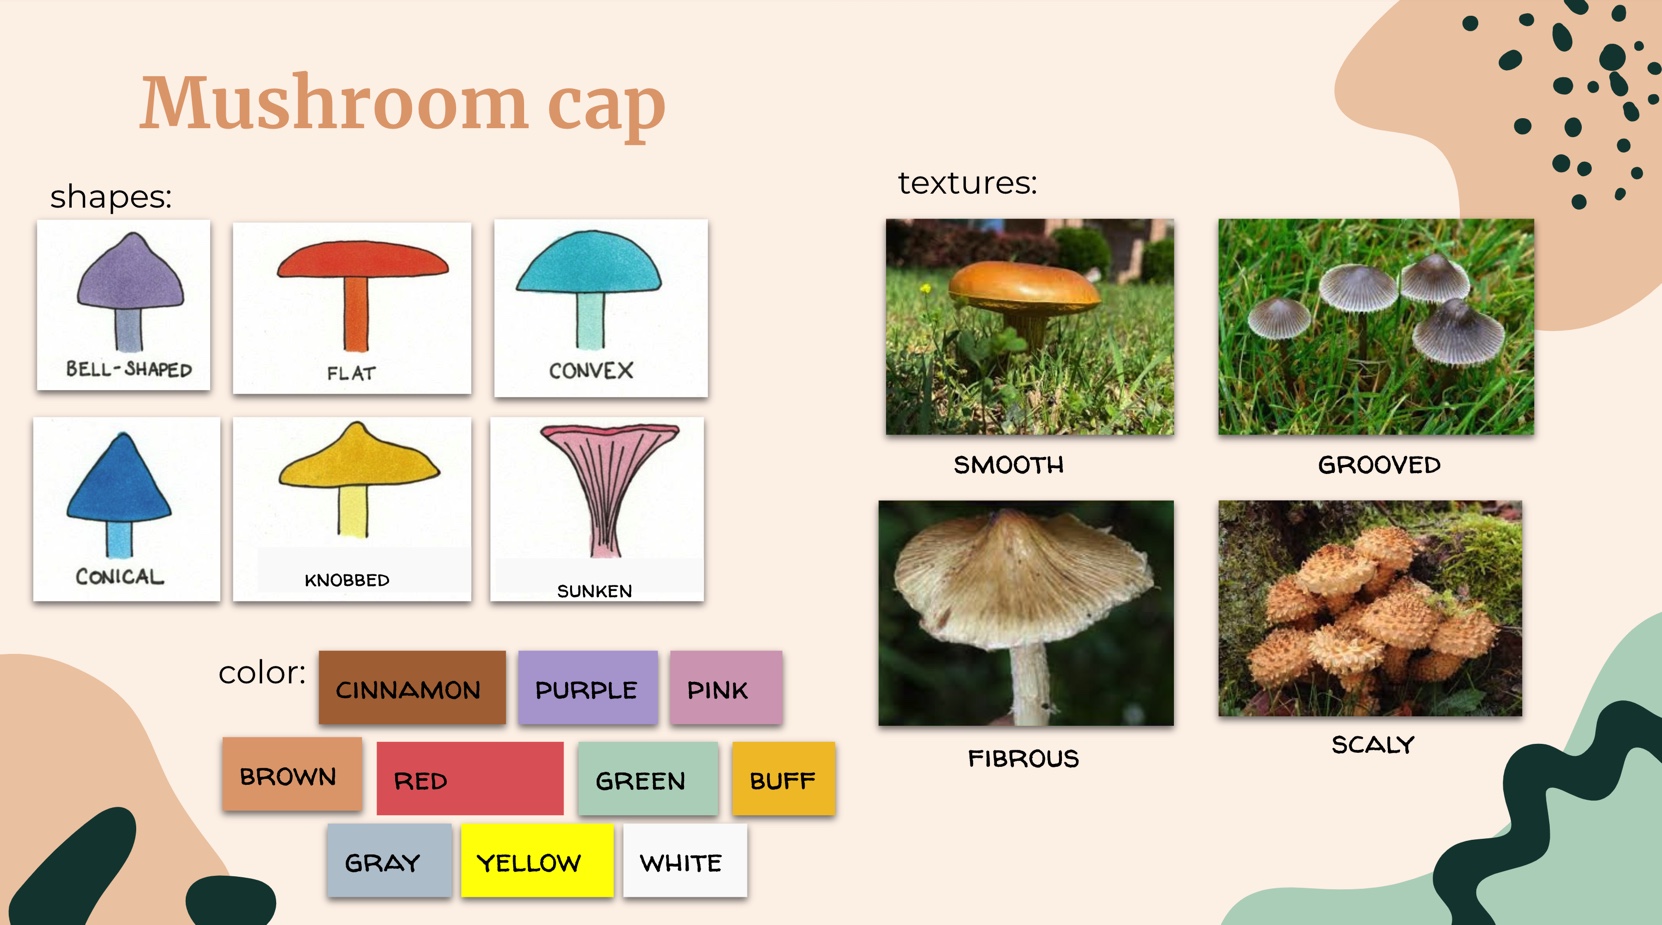 Mushroom cap
shapes:
BELL-SHAPED
FLAT
CONVEX
CONICAL
KNOBBED
SUNKEN
color:
CINNAMON
PURPLE
PINK
BROWN
RED
GREEN
BUFF
GRAY
YELLOW
WHITE
textures:
SMOOTH
GROOVED
FIBROUS
SCALY